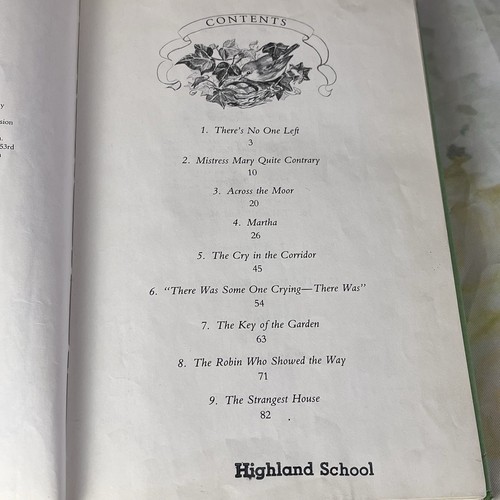 y
sion
53rd
CONTENTS
1. There's No One Left
3
2. Mistress Mary Quite Contrary
10
3. Across the Moor
20
4. Martha
26
5. The Cry in the Corridor
45
6. "There Was Some One Crying—There Was"
54
7. The Key of the Garden
63
8. The Robin Who Showed the Way
71
9. The Strangest House
82
Highland School